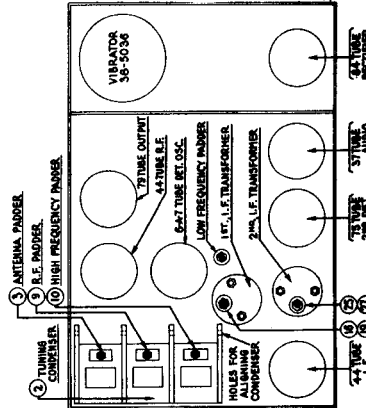 VIBRATOR
36-5036
3 ANTENNA PADDER
9 R.F. PADDER
10 HIGH FREQUENCY PADDER
2 TUNING
CONDENSER
79 TUBE OUTPUT
44 TUBE R.F.
6A7 TUBE DET. OSC.
LOW FREQUENCY PADDER
1ST. I.F. TRANSFORMER
2ND. I.F. TRANSFORMER
HOLES FOR
ALIGNING
CONDENSER
84 TUBE
37 TUBE
75 TUBE
44 TUBE